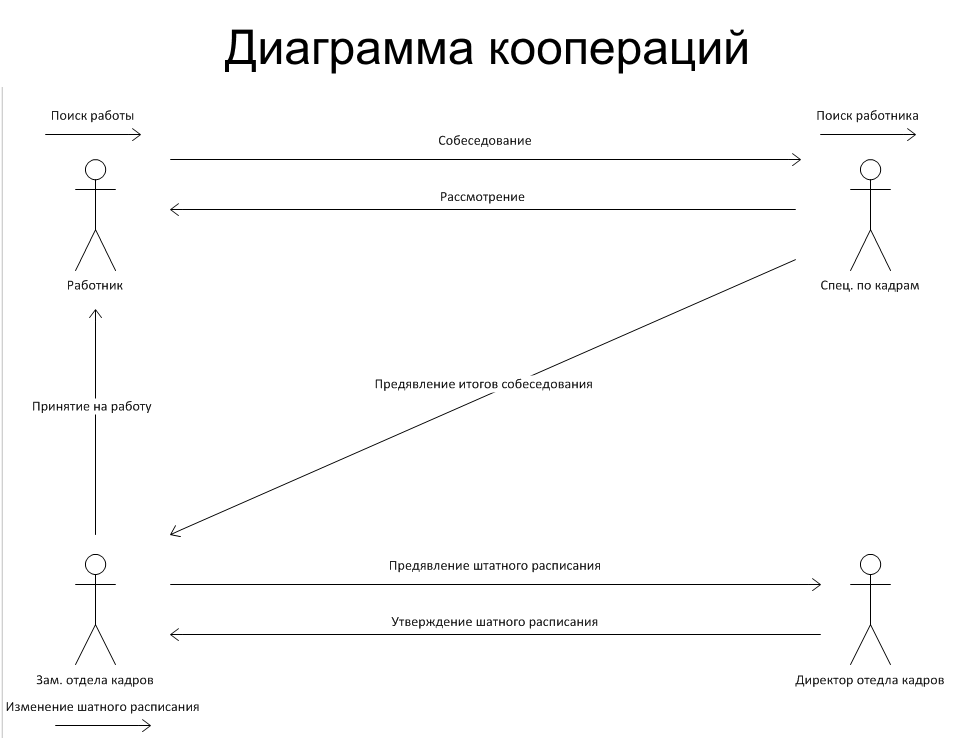 Диаграмма коопераций
Поиск работы
Поиск работника
Собеседование
Рассмотрение
Работник
Спец. по кадрам
Предявление итогов собеседования
Принятие на работу
Предявление штатного расписания
Утверждение шатного расписания
Зам. отдела кадров
Директор отедла кадров
Изменение шатного расписания